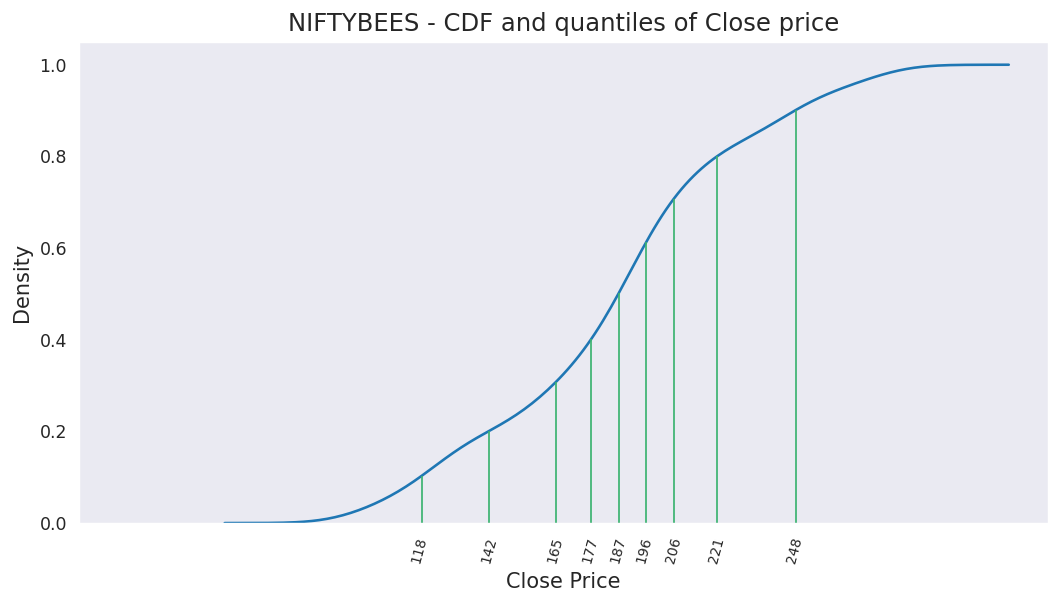 NIFTYBEES - CDF and quantiles of Close price
1.0
0.8
0.6
0.4
0.2
0.0
Density
118 142 165 177 187 196 206 221 248
Close Price